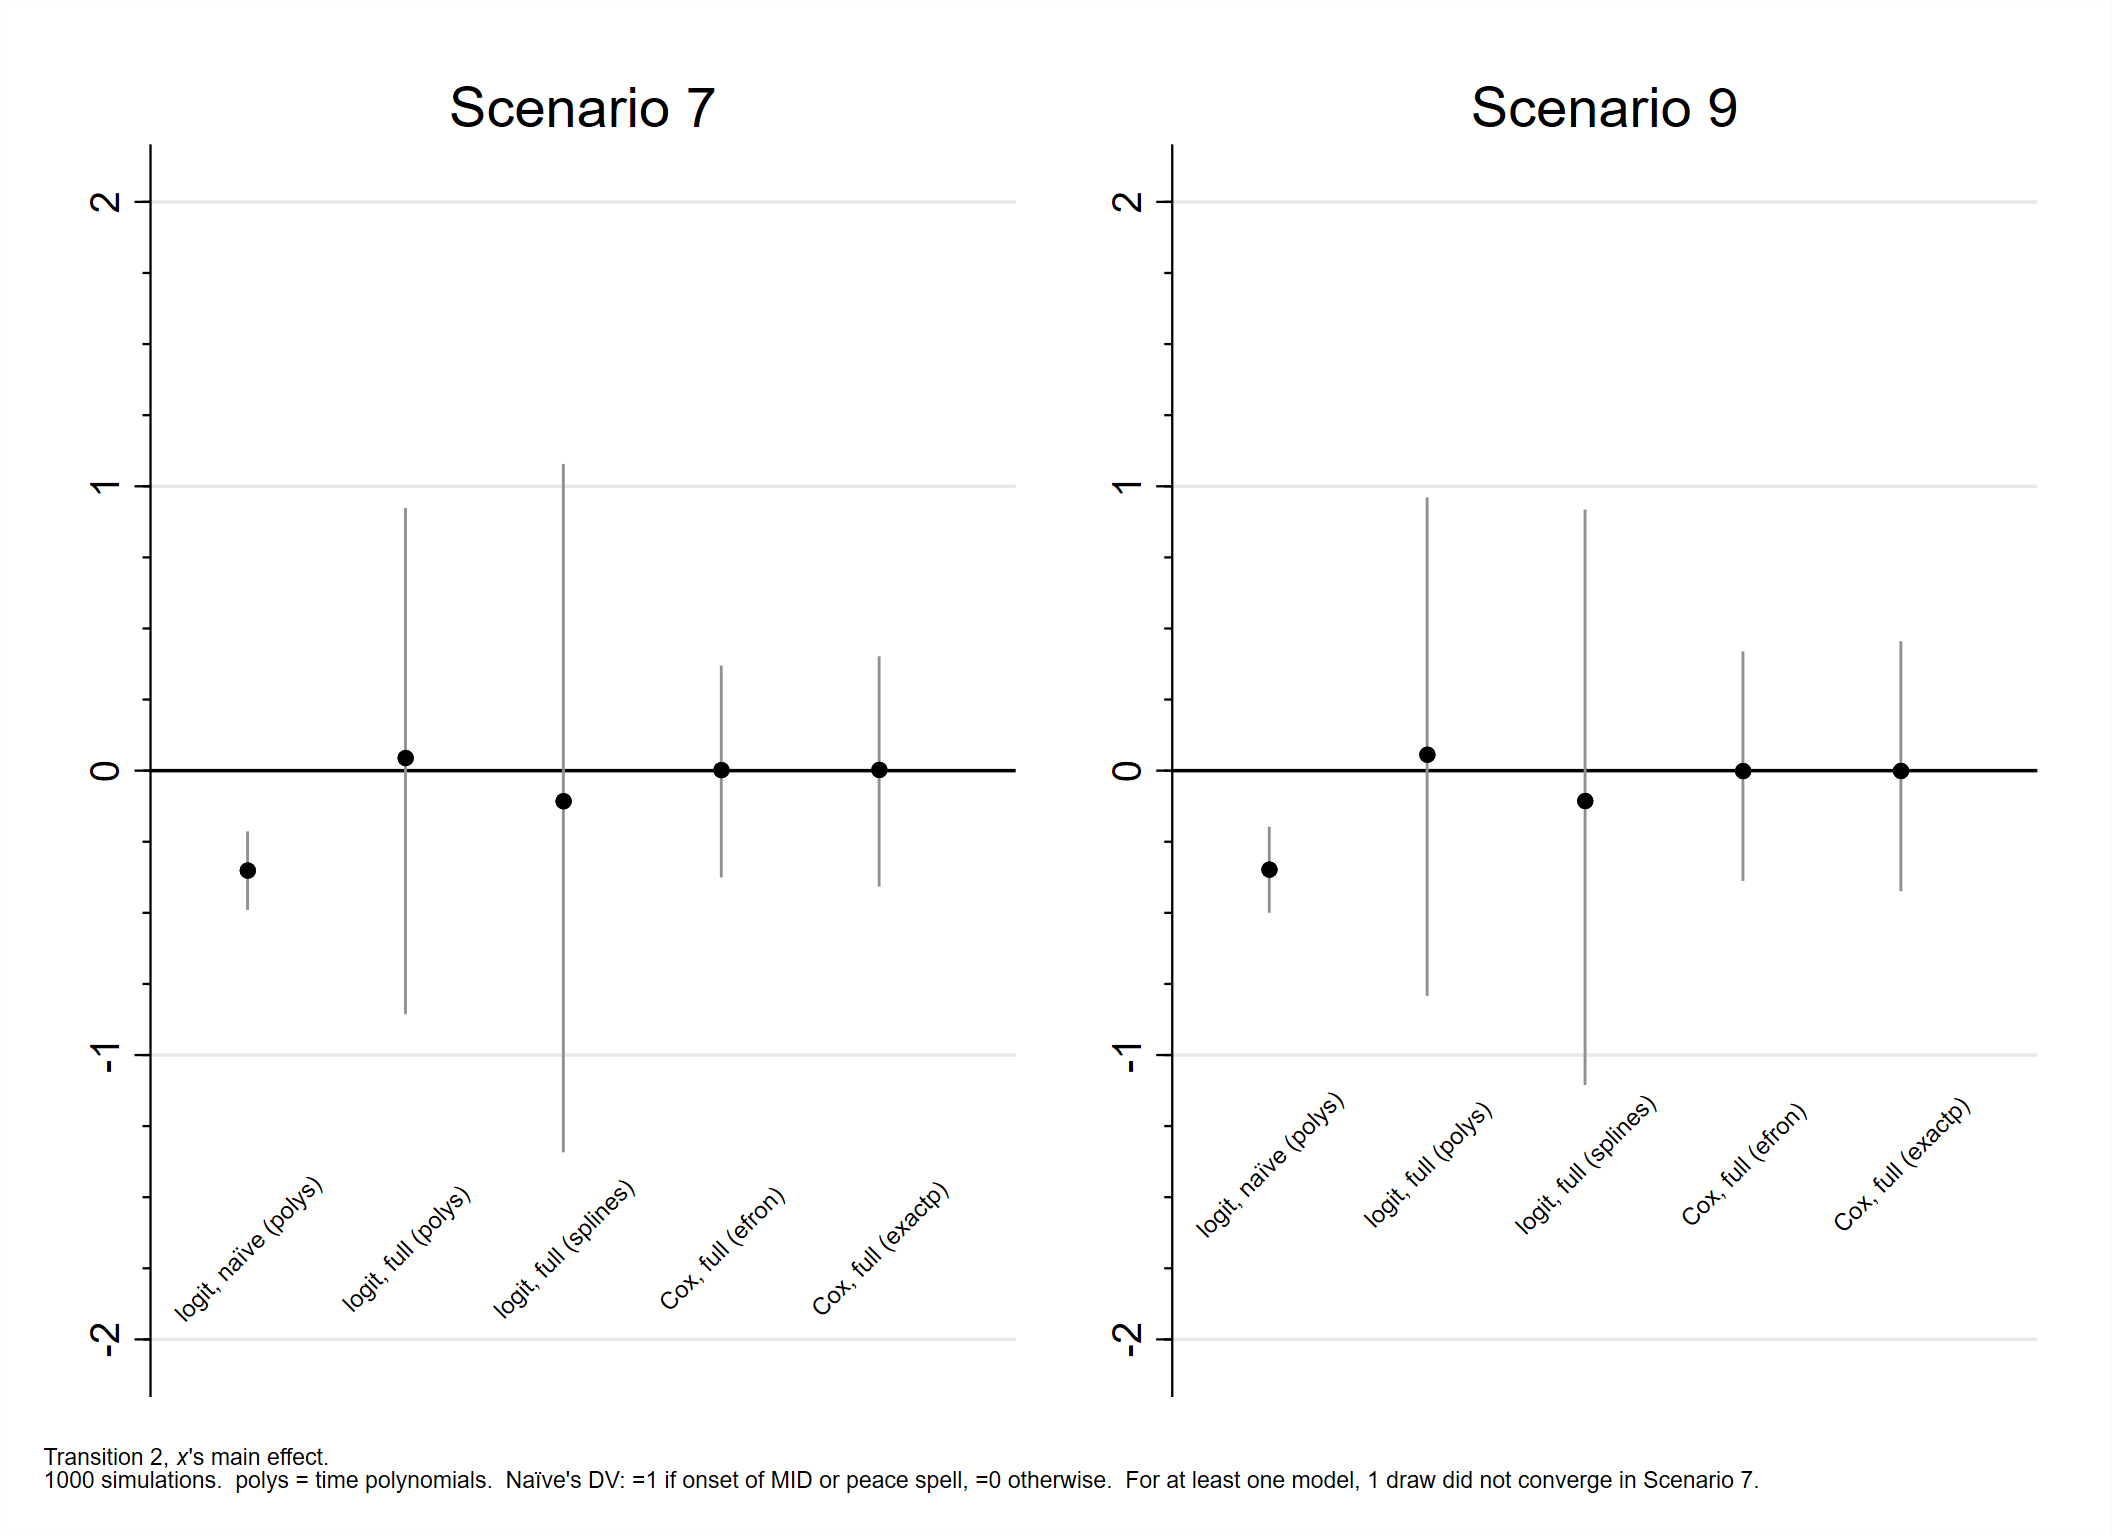 Scenario 7
2
1
0
-1
-2
logit, naïve (polys)
logit, full (polys)
logit, full (splines)
Cox, full (efron)
Cox, full (exactp)
Scenario 9
2
1
0
-1
-2
logit, naïve (polys)
logit, full (polys)
logit, full (splines)
Cox, full (efron)
Cox, full (exactp)
Transition 2, x's main effect.
1000 simulations.  polys = time polynomials.  Naïve's DV: =1 if onset of MID or peace spell, =0 otherwise.  For at least one model, 1 draw did not converge in Scenario 7.